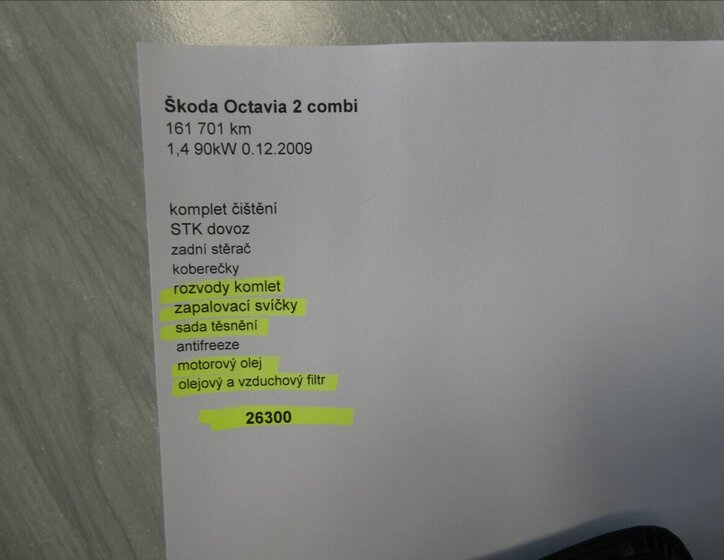 Škoda Octavia 2 combi
161 701 km
1,4 90kW 0.12.2009
komplet čištění
STK dovoz
zadní stěrač
koberečky
rozvody komlet
zapalovací svíčky
sada těsnění
antifreeze
motorový olej
olejový a vzduchový filtr
26300